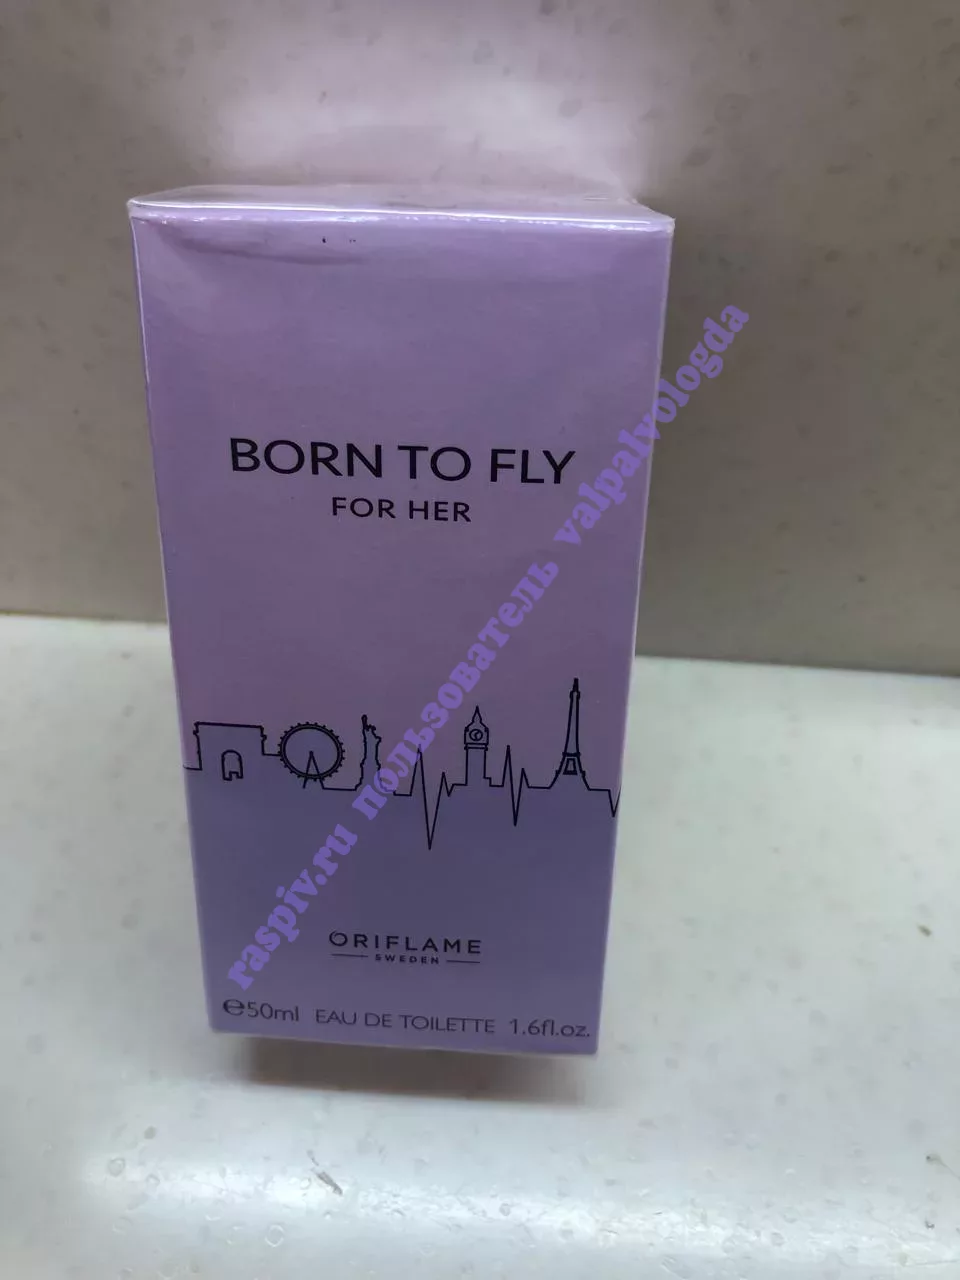 BORN TO FLY
FOR HER
raspiv.ru пользователь valpalvologda
ORIFLAME
SWEDEN
℮50ml EAU DE TOILETTE 1.6fl.oz.